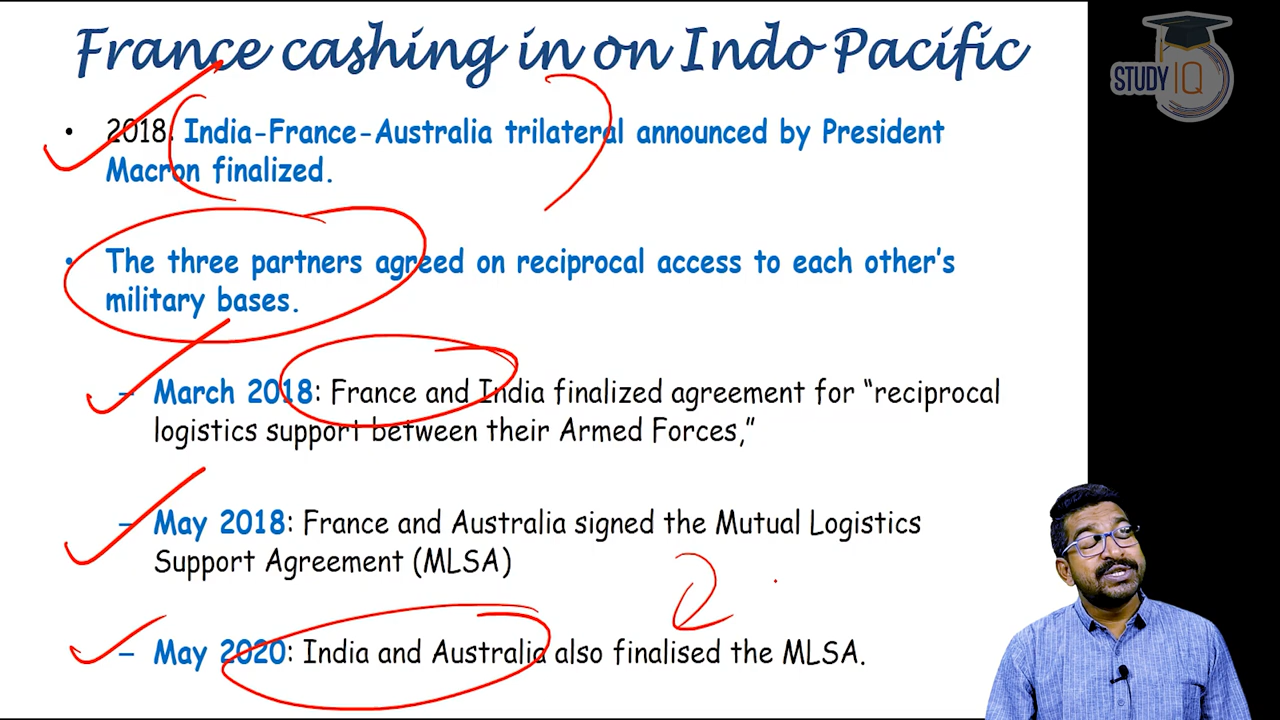 France cashing in on Indo Pacific
STUDY IQ
• 2018: India-France-Australia trilateral announced by President
Macron finalized.
• The three partners agreed on reciprocal access to each other's
military bases.
– March 2018: France and India finalized agreement for “reciprocal
logistics support between their Armed Forces,”
– May 2018: France and Australia signed the Mutual Logistics
Support Agreement (MLSA)
2
– May 2020: India and Australia also finalised the MLSA.